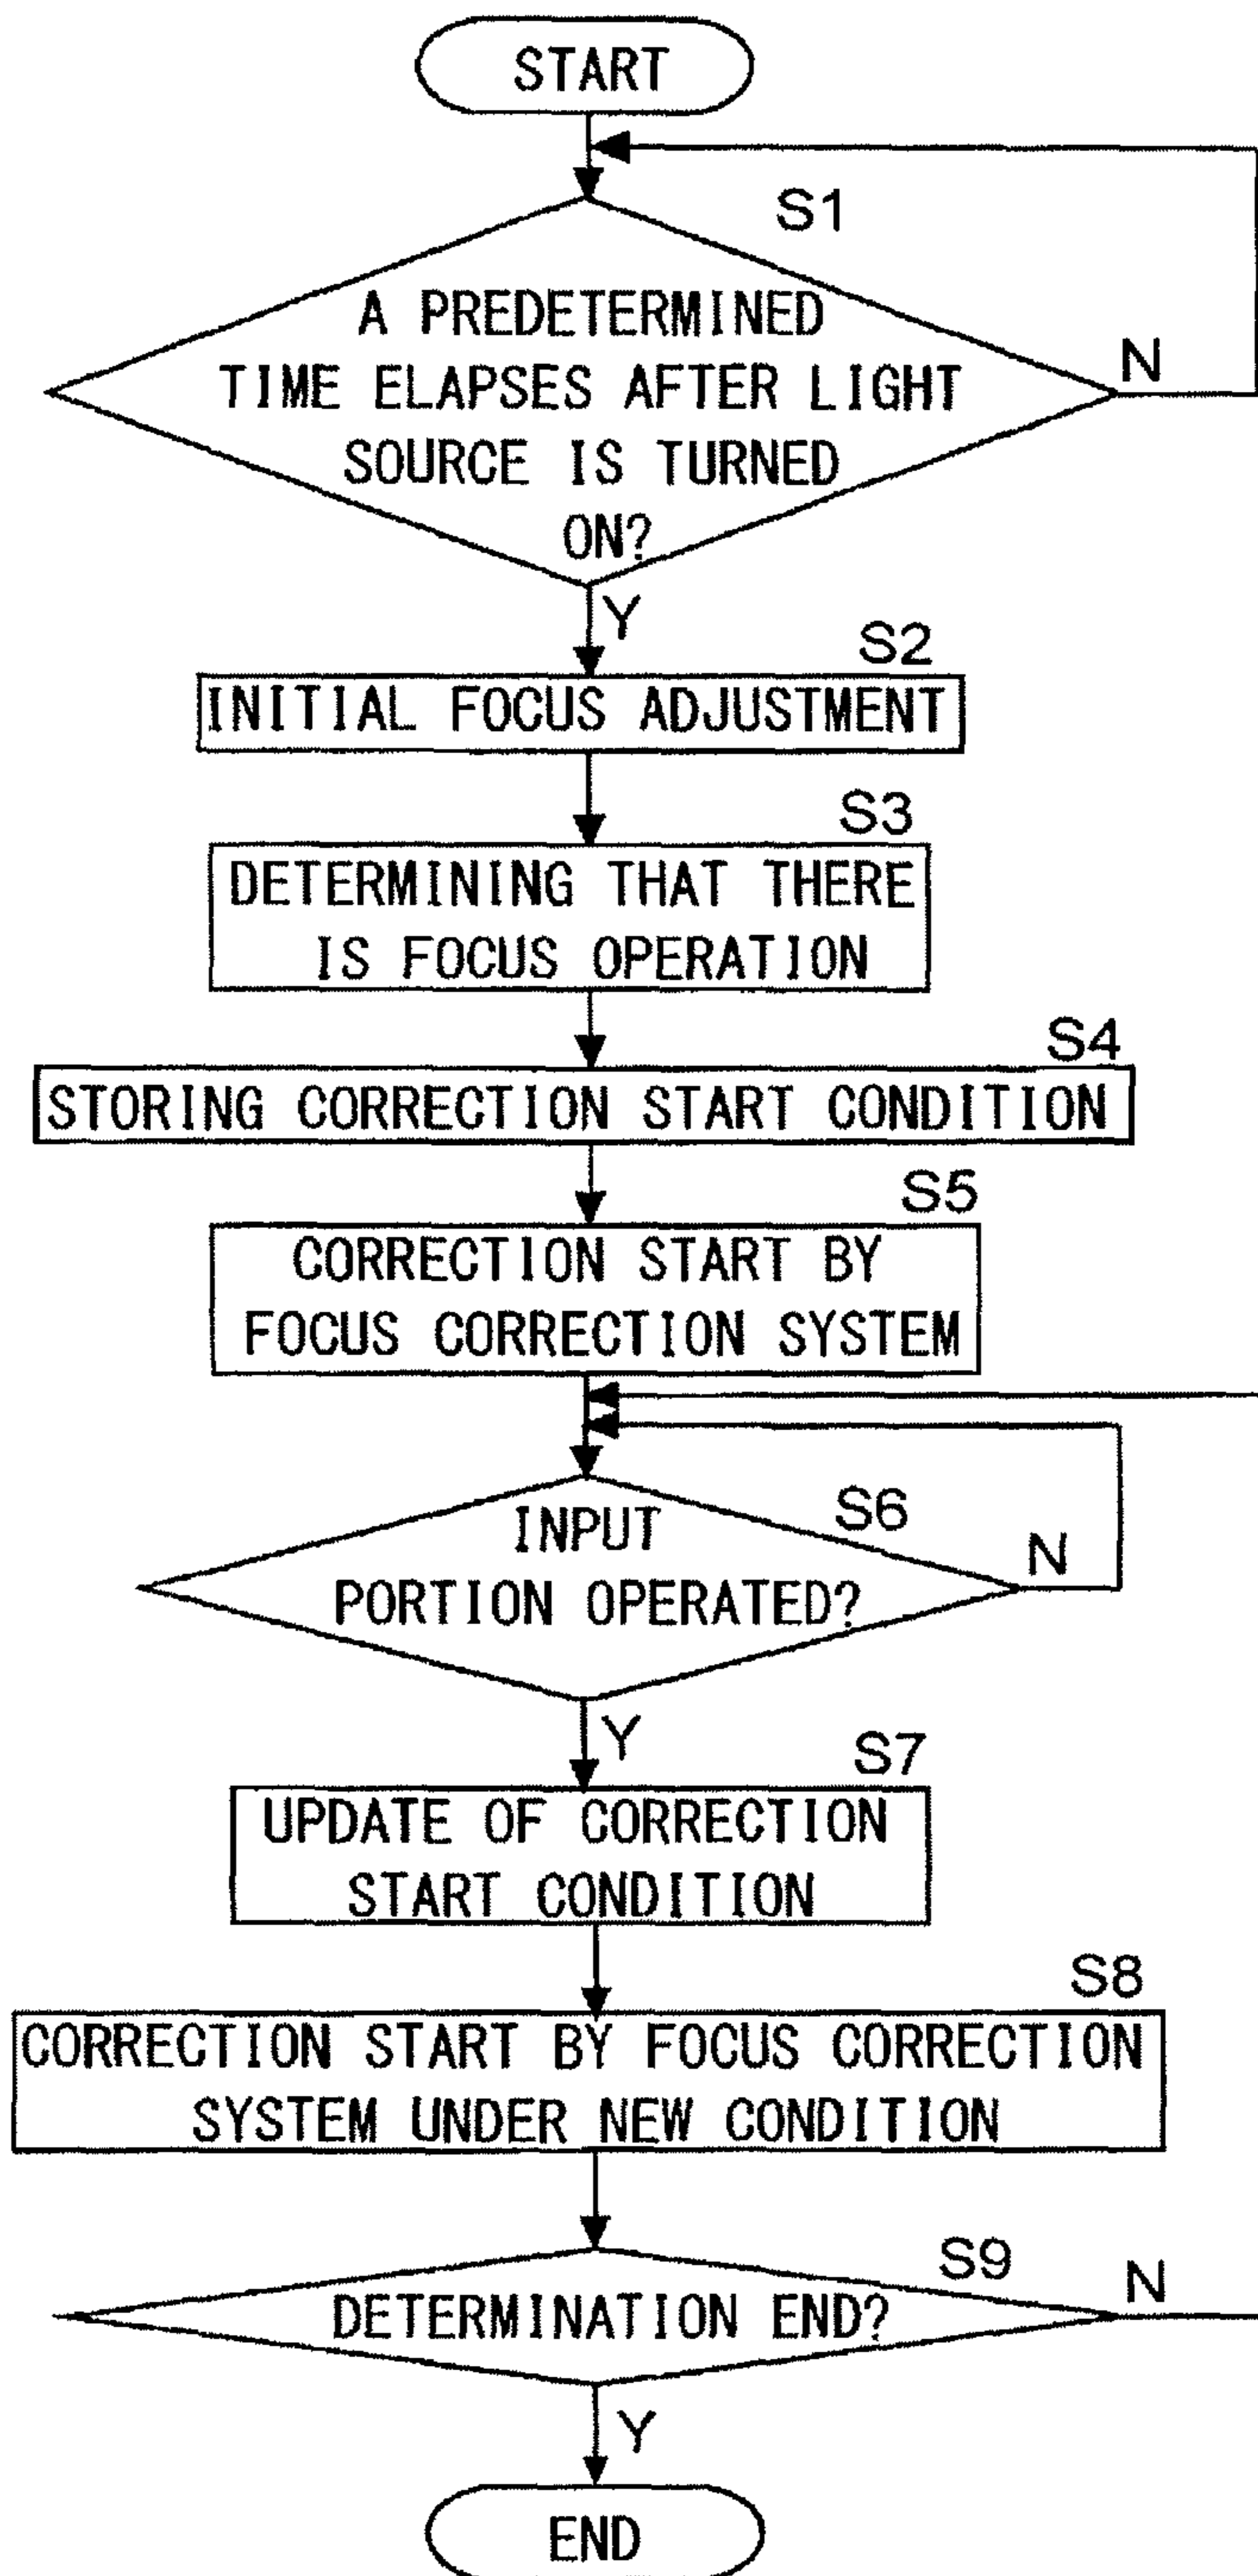 START
S1
A PREDETERMINED
TIME ELAPSES AFTER LIGHT
N
SOURCE IS TURNED
ON?
Y
S2
INITIAL FOCUS ADJUSTMENT
S3
DETERMINING THAT THERE
IS FOCUS OPERATION
S4
STORING CORRECTION START CONDITION
S5
CORRECTION START BY
FOCUS CORRECTION SYSTEM
S6
INPUT
N
PORTION OPERATED?
Y
S7
UPDATE OF CORRECTION
START CONDITION
S8
CORRECTION START BY FOCUS CORRECTION
SYSTEM UNDER NEW CONDITION
S9
N
DETERMINATION END?
Y
END